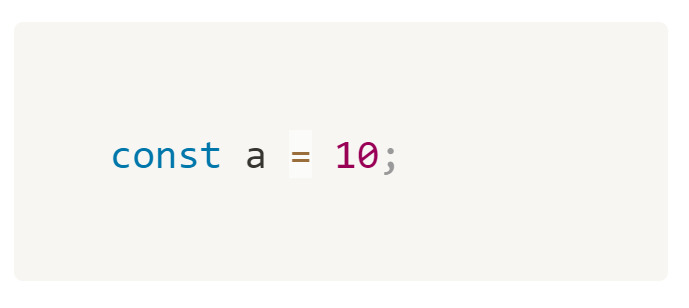 const a = 10;